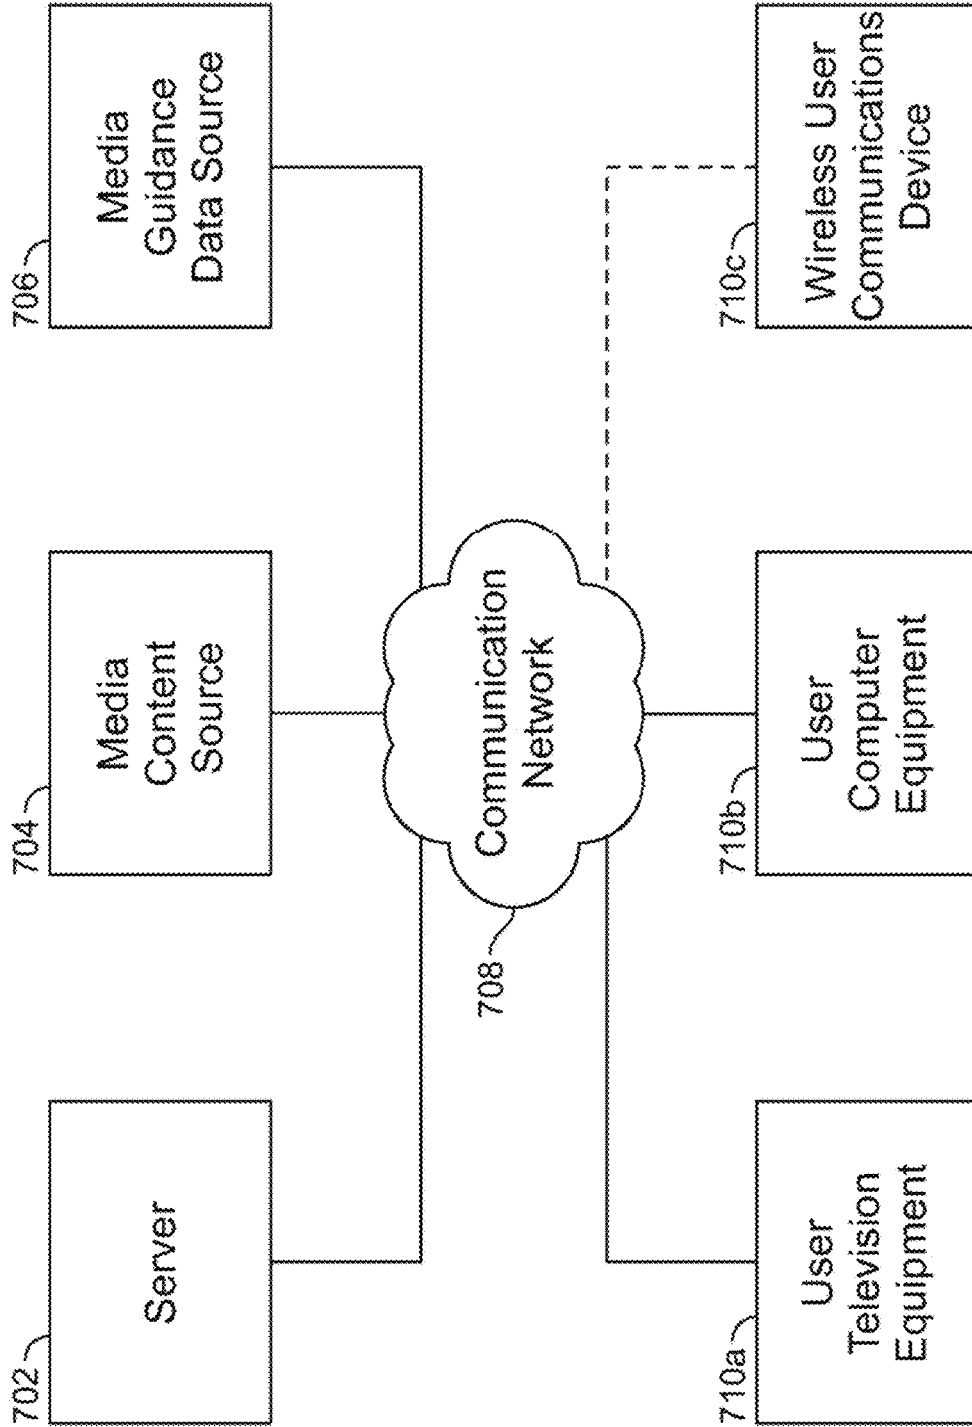 702
Server
704
Media
Content
Source
706
Media
Guidance
Data Source
708
Communication
Network
710a
User
Television
Equipment
710b
User
Computer
Equipment
710c
Wireless User
Communications
Device